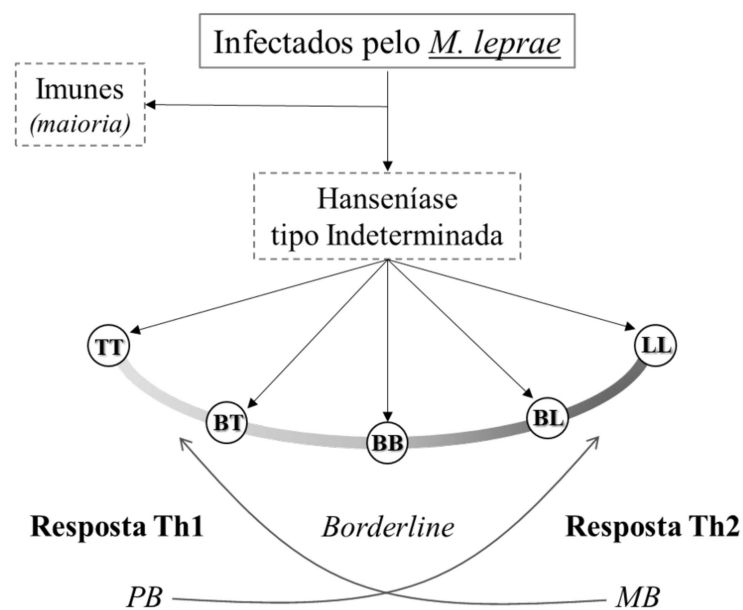 Infectados pelo M. leprae
Imunes
(maioria)
Hanseníase
tipo Indeterminada
TT
LL
BT
BB
BL
Resposta Th1
Borderline
Resposta Th2
PB
MB